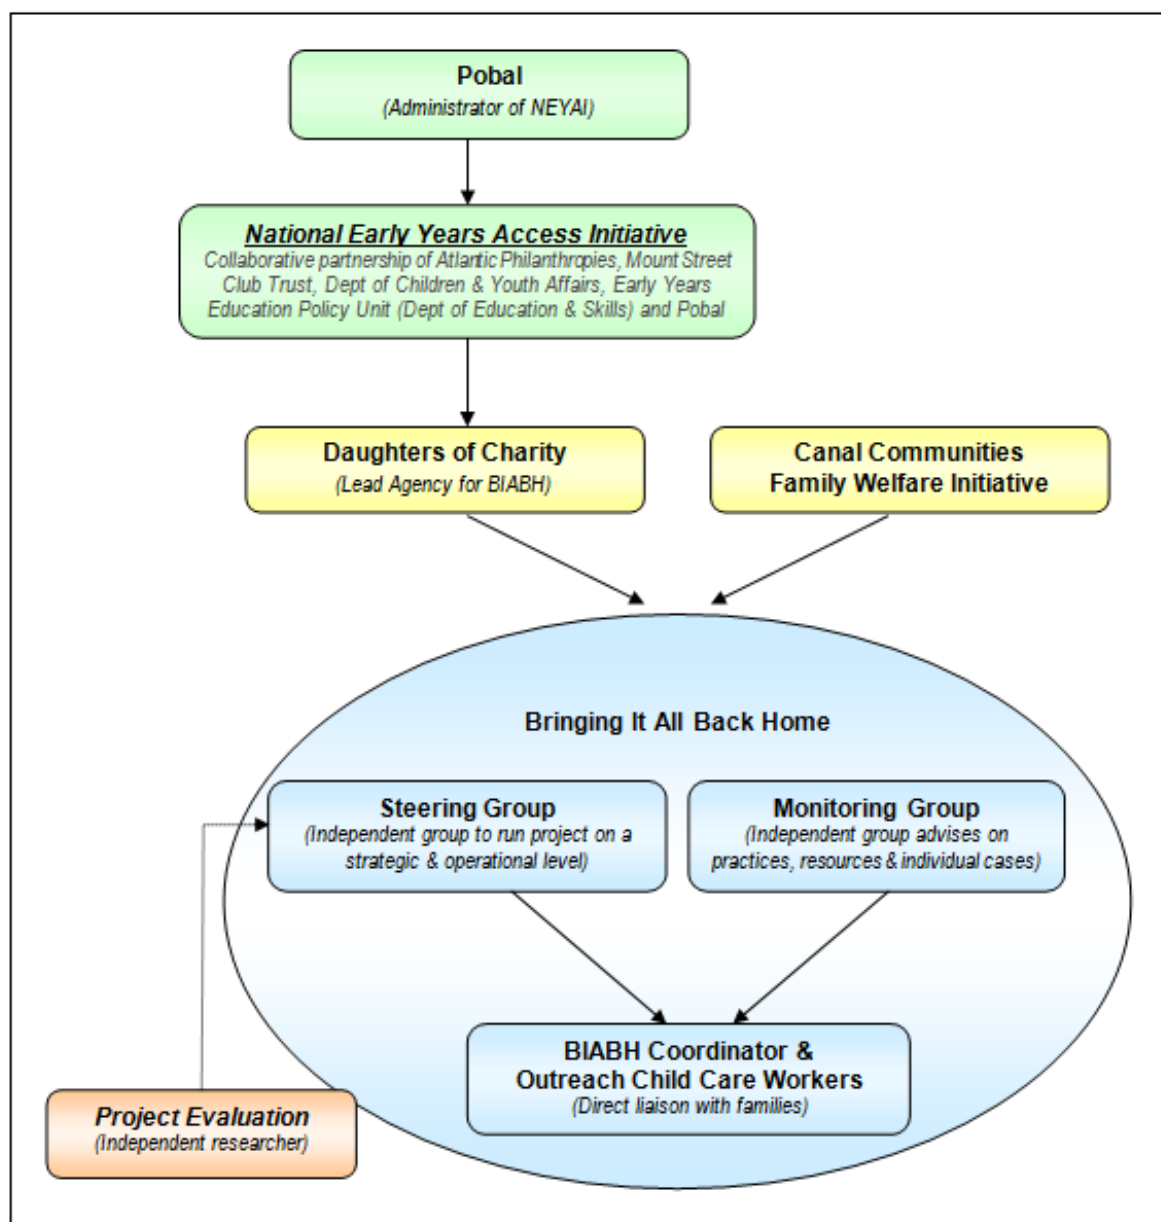 Pobal
(Administrator of NEYAI)
National Early Years Access Initiative
Collaborative partnership of Atlantic Philanthropies, Mount Street
Club Trust, Dept of Children & Youth Affairs, Early Years
Education Policy Unit (Dept of Education & Skills) and Pobal
Daughters of Charity
(Lead Agency for BIABH)
Canal Communities
Family Welfare Initiative
Bringing It All Back Home
Steering Group
(Independent group to run project on a
strategic & operational level)
Monitoring Group
(Independent group advises on
practices, resources & individual cases)
BIABH Coordinator &
Outreach Child Care Workers
(Direct liaison with families)
Project Evaluation
(Independent researcher)